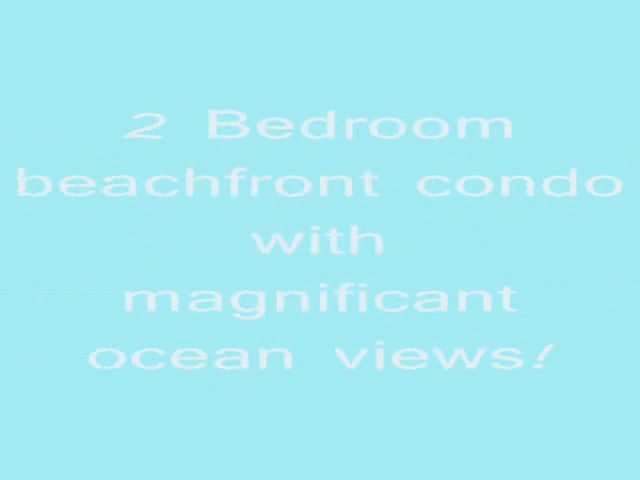 2 Bedroom
beachfront condo
with
magnificant
ocean views!